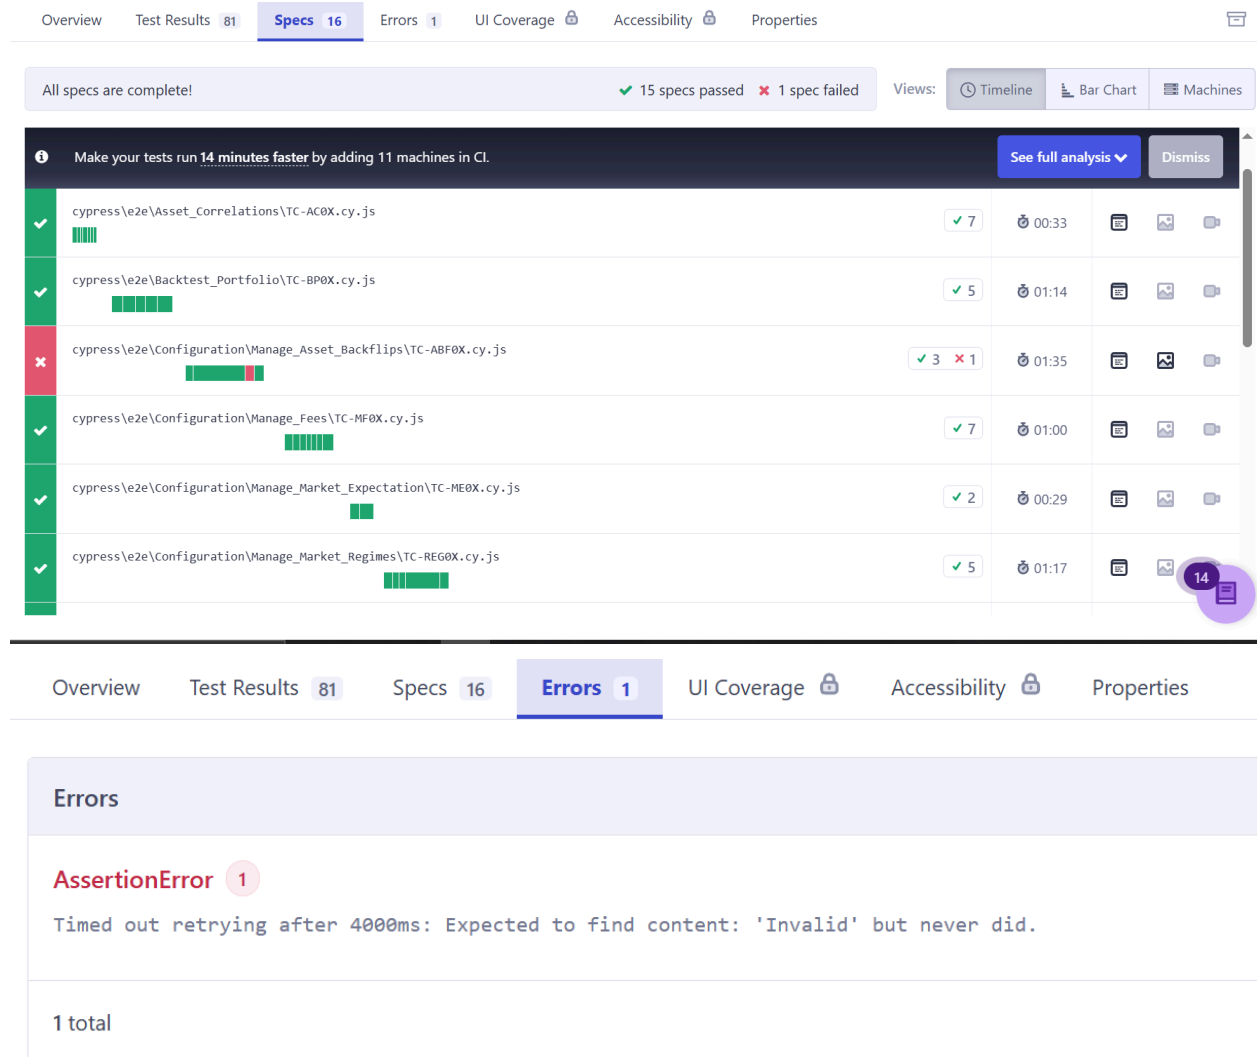 Overview Test Results 81 Specs 16 Errors 1 UI Coverage Accessibility Properties
All specs are complete! 15 specs passed 1 spec failed Views: Timeline Bar Chart Machines
Make your tests run 14 minutes faster by adding 11 machines in CI. See full analysis Dismiss
cypress\e2e\Asset_Correlations\TC-AC0X.cy.js 7 00:33
cypress\e2e\Backtest_Portfolio\TC-BP0X.cy.js 5 01:14
cypress\e2e\Configuration\Manage_Asset_Backflips\TC-ABF0X.cy.js 3 1 01:35
cypress\e2e\Configuration\Manage_Fees\TC-MF0X.cy.js 7 01:00
cypress\e2e\Configuration\Manage_Market_Expectation\TC-ME0X.cy.js 2 00:29
cypress\e2e\Configuration\Manage_Market_Regimes\TC-REG0X.cy.js 5 01:17
14
Overview Test Results 81 Specs 16 Errors 1 UI Coverage Accessibility Properties
Errors
AssertionError 1
Timed out retrying after 4000ms: Expected to find content: 'Invalid' but never did.
1 total